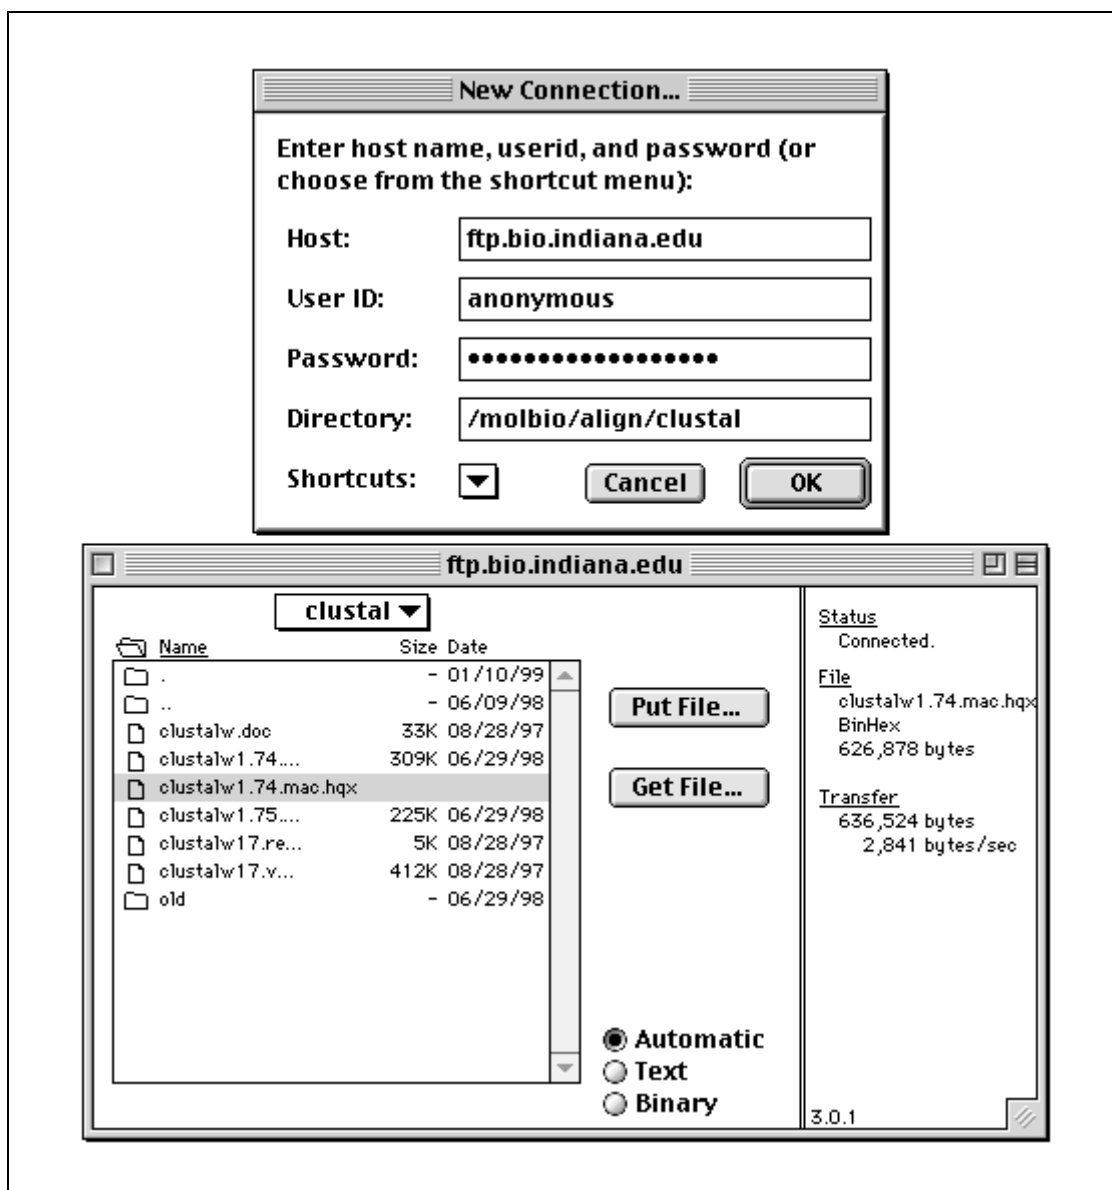 New Connection...
Enter host name, userid, and password (or
choose from the shortcut menu):
Host: ftp.bio.indiana.edu
User ID: anonymous
Password: ••••••••••••••••••
Directory: /molbio/align/clustal
Shortcuts: Cancel OK
ftp.bio.indiana.edu
clustal
Name Size Date
. - 01/10/99
.. - 06/09/98
clustalw.doc 33K 08/28/97
clustalw1.74.... 309K 06/29/98
clustalw1.74.mac.hqx
clustalw1.75.... 225K 06/29/98
clustalw17.re... 5K 08/28/97
clustalw17.v... 412K 08/28/97
old - 06/29/98
Put File...
Get File...
Automatic
Text
Binary
Status
Connected.
File
clustalw1.74.mac.hqx
BinHex
626,878 bytes
Transfer
636,524 bytes
2,841 bytes/sec
3.0.1